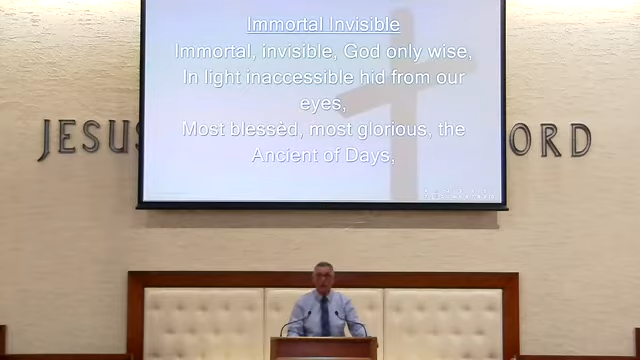 Immortal Invisible
Immortal, invisible, God only wise,
In light inaccessible hid from our
eyes,
Most blessèd, most glorious, the
Ancient of Days,
JESUS
ORD